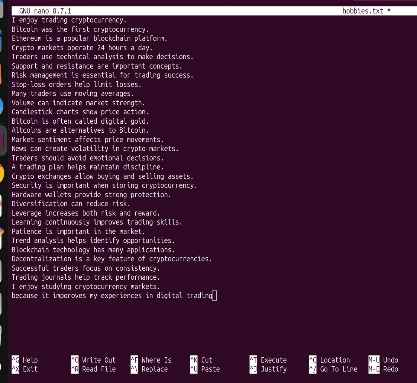 GNU nano 8.7.1 hobbies.txt *
I enjoy trading cryptocurrency.
Bitcoin was the first cryptocurrency.
Ethereum is a popular blockchain platform.
Crypto markets operate 24 hours a day.
Traders use technical analysis to make decisions.
Support and resistance are important concepts.
Risk management is essential for trading success.
Stop-loss orders help limit losses.
Many traders use moving averages.
Volume can indicate market strength.
Candlestick charts show price action.
Bitcoin is often called digital gold.
Altcoins are alternatives to Bitcoin.
Market sentiment affects price movements.
News can create volatility in crypto markets.
Traders should avoid emotional decisions.
A trading plan helps maintain discipline.
Crypto exchanges allow buying and selling assets.
Security is important when storing cryptocurrency.
Hardware wallets provide strong protection.
Diversification can reduce risk.
Leverage increases both risk and reward.
Learning continuously improves trading skills.
Patience is important in the market.
Trend analysis helps identify opportunities.
Blockchain technology has many applications.
Decentralization is a key feature of cryptocurrencies.
Successful traders focus on consistency.
Trading journals help track performance.
I enjoy studying cryptocurrency markets.
because it imporoves my experiences in digital trading
^G Help ^O Write Out ^F Where Is ^K Cut ^T Execute ^C Location M-U Undo
^X Exit ^R Read File ^\ Replace ^U Paste ^J Justify ^/ Go To Line M-E Redo